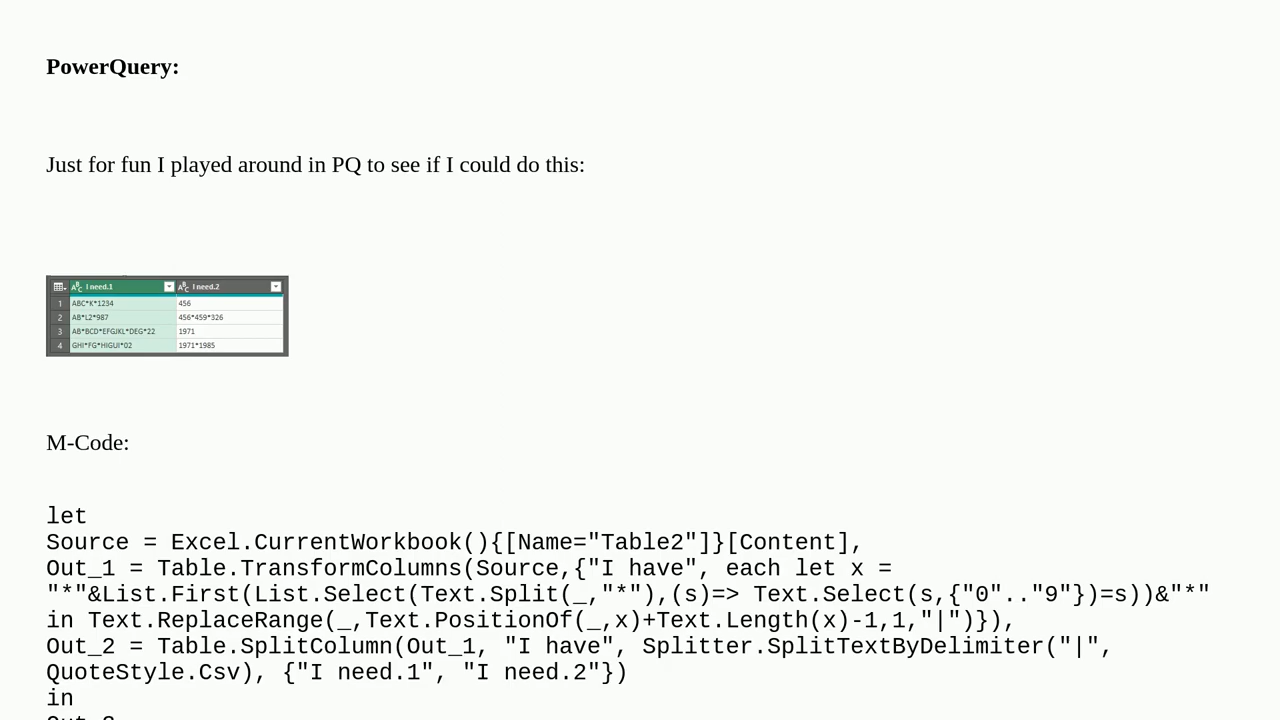 PowerQuery:
Just for fun I played around in PQ to see if I could do this:
ABC I need.1 ABC I need.2
1 ABC*K*1234 456
2 AB*L2*987 456*459*326
3 AB*BCD*EFGJKL*DEG*22 1971
4 GHI*FG*HIGUI*02 1971*1985
M-Code:
let
Source = Excel.CurrentWorkbook(){[Name="Table2"]}[Content],
Out_1 = Table.TransformColumns(Source,{"I have", each let x =
"*"&List.First(List.Select(Text.Split(_,"*"),(s)=> Text.Select(s,{"0".."9"})=s))&"*"
in Text.ReplaceRange(_,Text.PositionOf(_,x)+Text.Length(x)-1,1,"|")}),
Out_2 = Table.SplitColumn(Out_1, "I have", Splitter.SplitTextByDelimiter("|",
QuoteStyle.Csv), {"I need.1", "I need.2"})
in